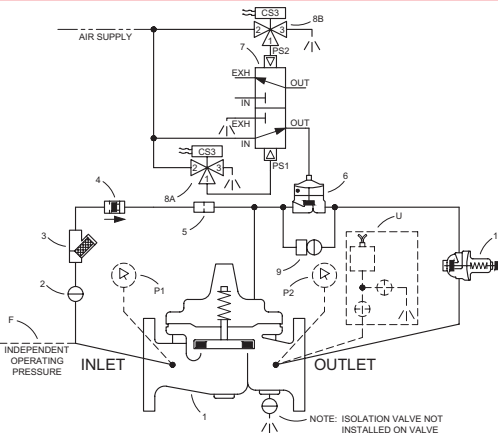 CS3
8B
2
3
1
AIR SUPPLY
7
PS2
EXH
OUT
IN
EXH
OUT
IN
CS3
2
3
1
PS1
8A
6
4
5
U
3
9
1
P1
P2
2
F
INDEPENDENT
OPERATING
PRESSURE
INLET
OUTLET
1
NOTE: ISOLATION VALVE NOT
INSTALLED ON VALVE